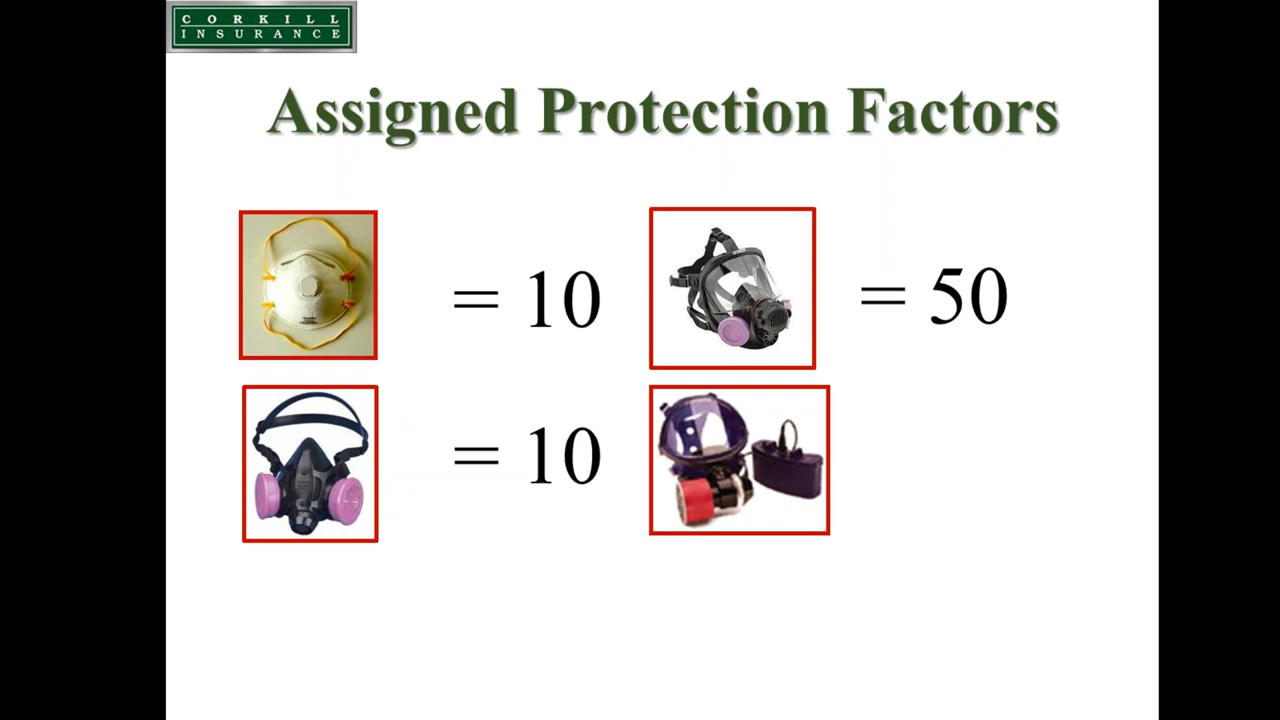 CORKILL
INSURANCE
Assigned Protection Factors
= 10
= 50
= 10